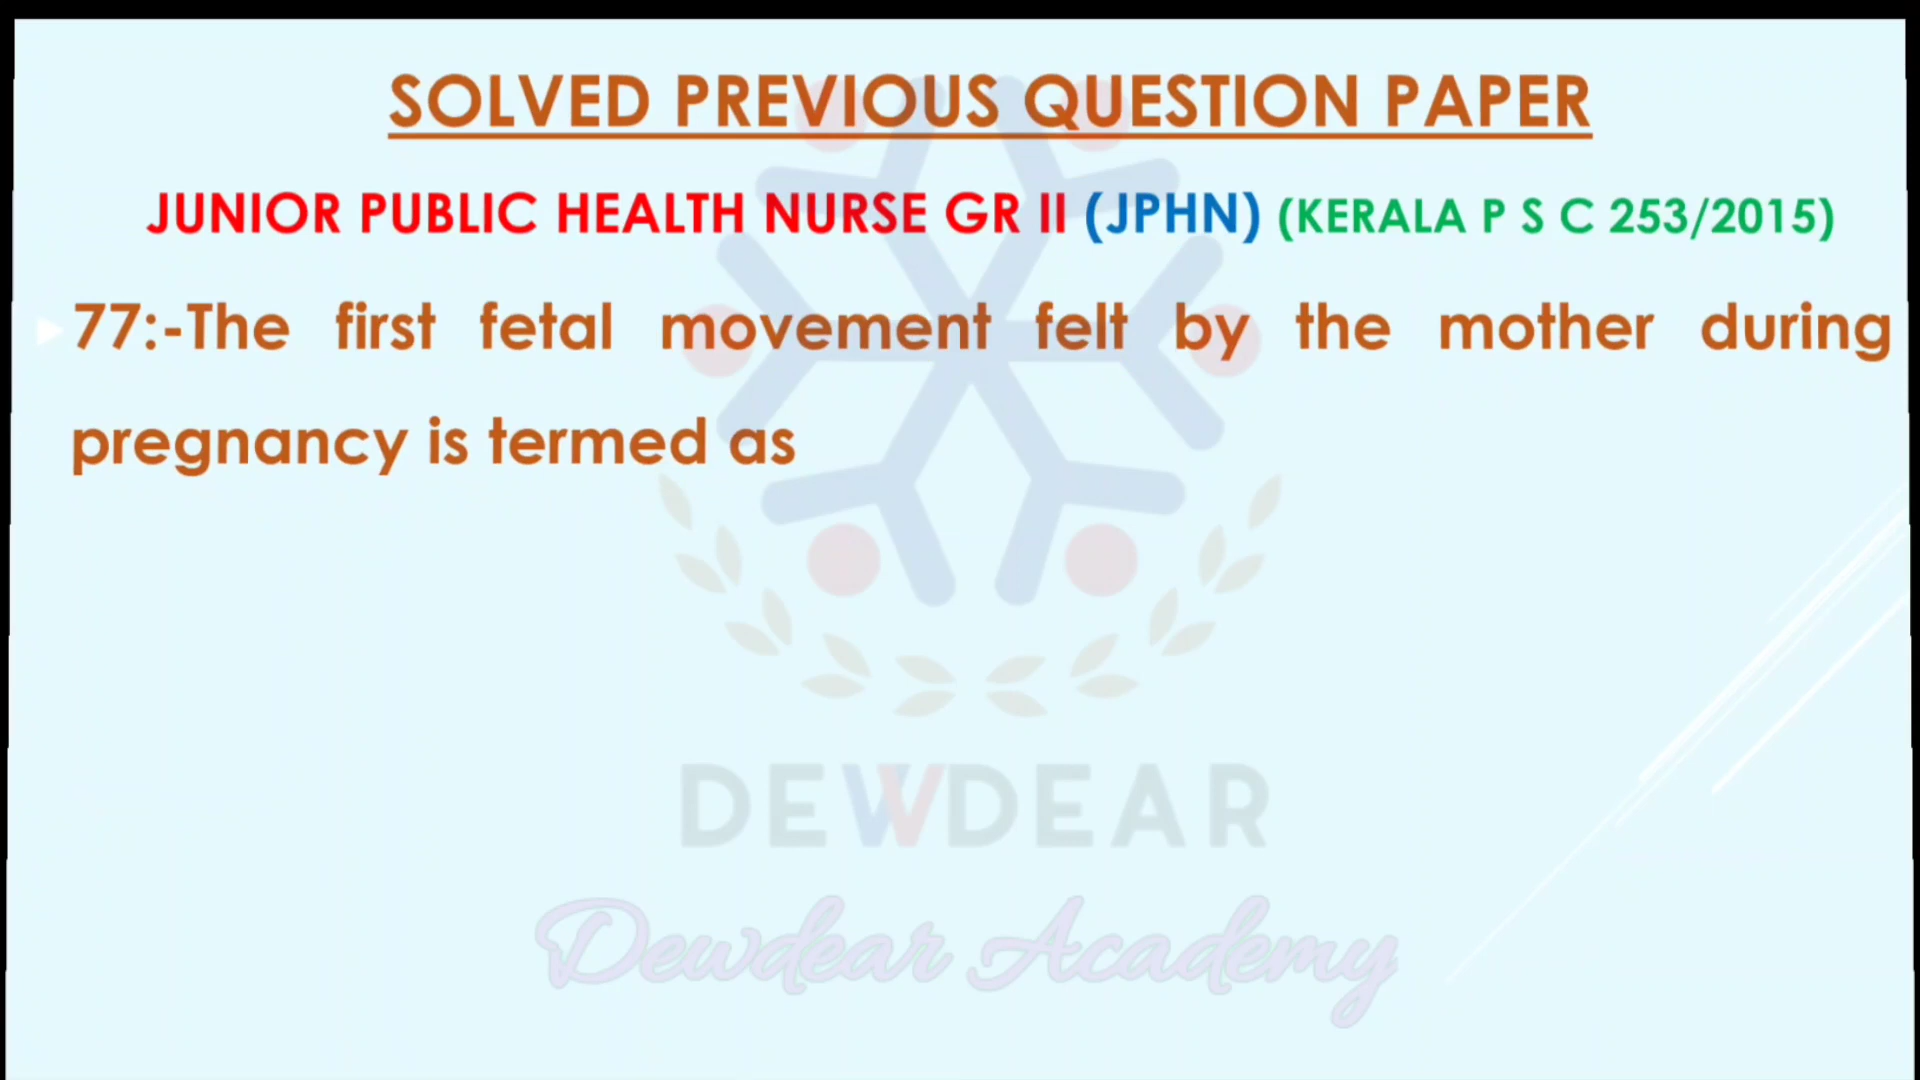 SOLVED PREVIOUS QUESTION PAPER
JUNIOR PUBLIC HEALTH NURSE GR II (JPHN) (KERALA P S C 253/2015)
77:-The first fetal movement felt by the mother during
pregnancy is termed as
DEWDEAR
Dewdear Academy